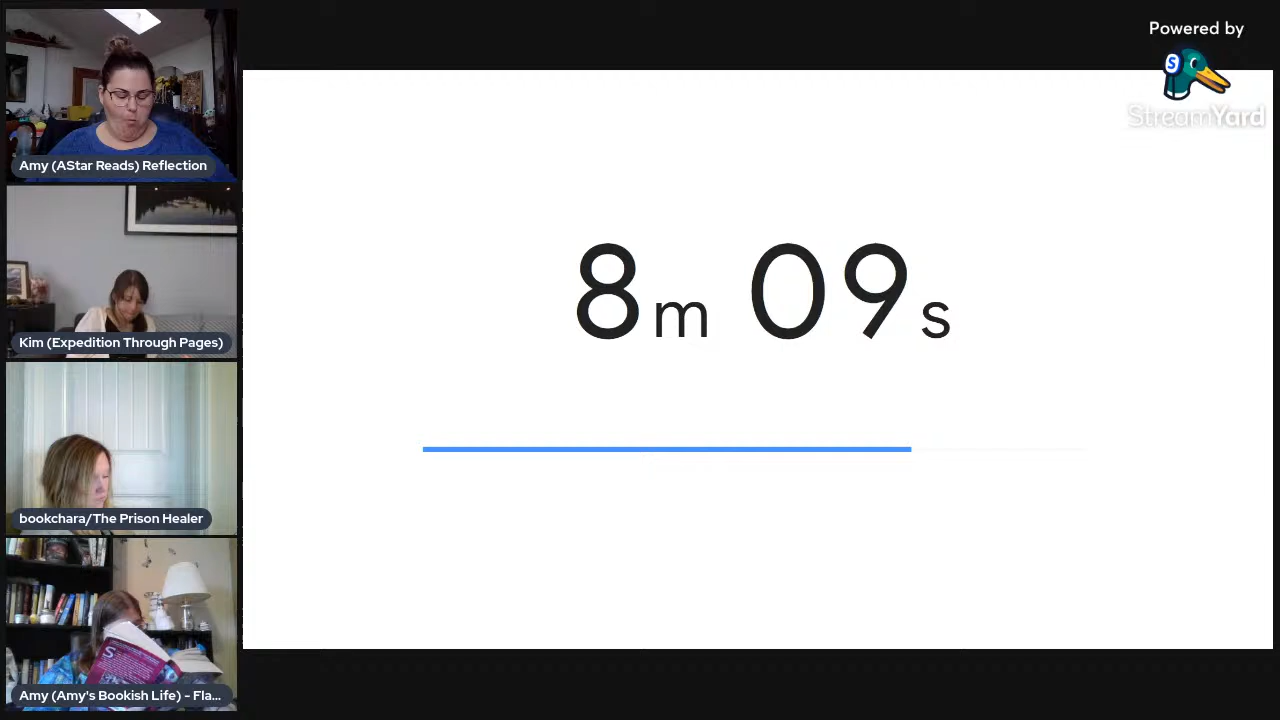 Powered by
StreamYard
Amy (AStar Reads) Reflection
Kim (Expedition Through Pages)
bookchara/The Prison Healer
Amy (Amy's Bookish Life) - Fla...
8m 09s